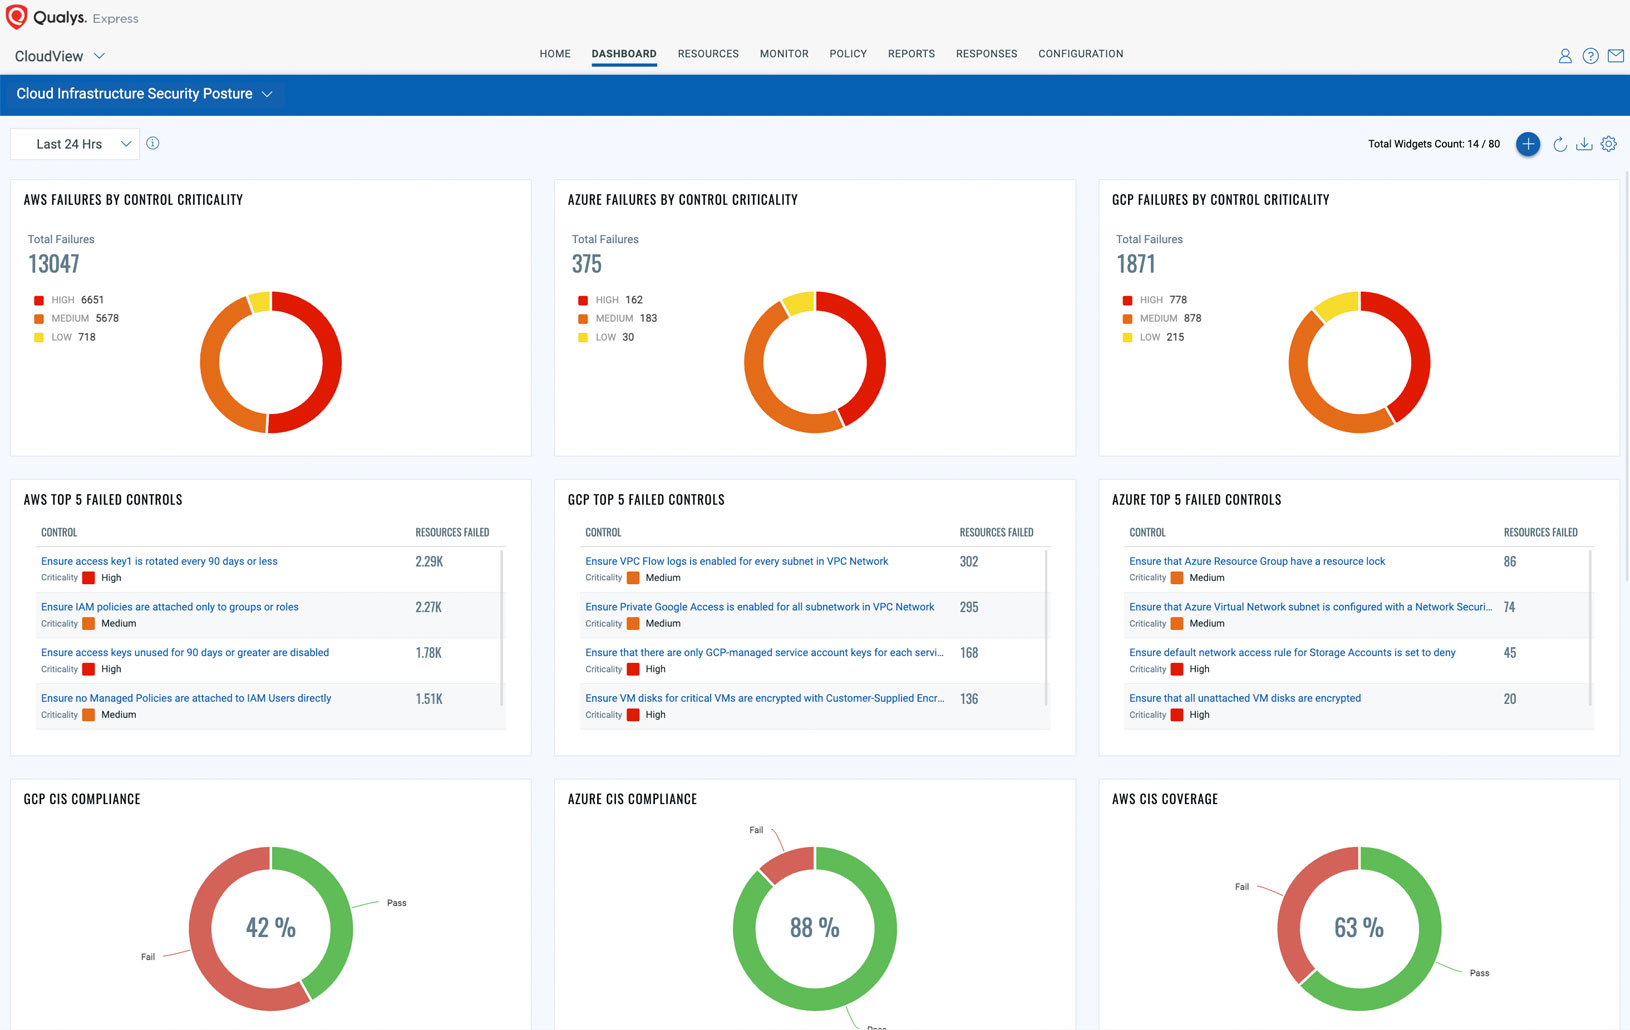 Qualys. Express
CloudView
HOME DASHBOARD RESOURCES MONITOR POLICY REPORTS RESPONSES CONFIGURATION
Cloud Infrastructure Security Posture
Last 24 Hrs
Total Widgets Count: 14 / 80
AWS FAILURES BY CONTROL CRITICALITY
Total Failures
13047
HIGH 6651
MEDIUM 5678
LOW 718
AZURE FAILURES BY CONTROL CRITICALITY
Total Failures
375
HIGH 162
MEDIUM 183
LOW 30
GCP FAILURES BY CONTROL CRITICALITY
Total Failures
1871
HIGH 778
MEDIUM 878
LOW 215
AWS TOP 5 FAILED CONTROLS
CONTROL RESOURCES FAILED
Ensure access key1 is rotated every 90 days or less 2.29K
Criticality High
Ensure IAM policies are attached only to groups or roles 2.27K
Criticality Medium
Ensure access keys unused for 90 days or greater are disabled 1.78K
Criticality High
Ensure no Managed Policies are attached to IAM Users directly 1.51K
Criticality Medium
GCP TOP 5 FAILED CONTROLS
CONTROL RESOURCES FAILED
Ensure VPC Flow logs is enabled for every subnet in VPC Network 302
Criticality Medium
Ensure Private Google Access is enabled for all subnetwork in VPC Network 295
Criticality Medium
Ensure that there are only GCP-managed service account keys for each servi... 168
Criticality High
Ensure VM disks for critical VMs are encrypted with Customer-Supplied Encr... 136
Criticality High
AZURE TOP 5 FAILED CONTROLS
CONTROL RESOURCES FAILED
Ensure that Azure Resource Group have a resource lock 86
Criticality Medium
Ensure that Azure Virtual Network subnet is configured with a Network Securi... 74
Criticality Medium
Ensure default network access rule for Storage Accounts is set to deny 45
Criticality High
Ensure that all unattached VM disks are encrypted 20
Criticality High
GCP CIS COMPLIANCE
Pass
42 %
Fail
AZURE CIS COMPLIANCE
Fail
88 %
Pass
AWS CIS COVERAGE
Fail
63 %
Pass